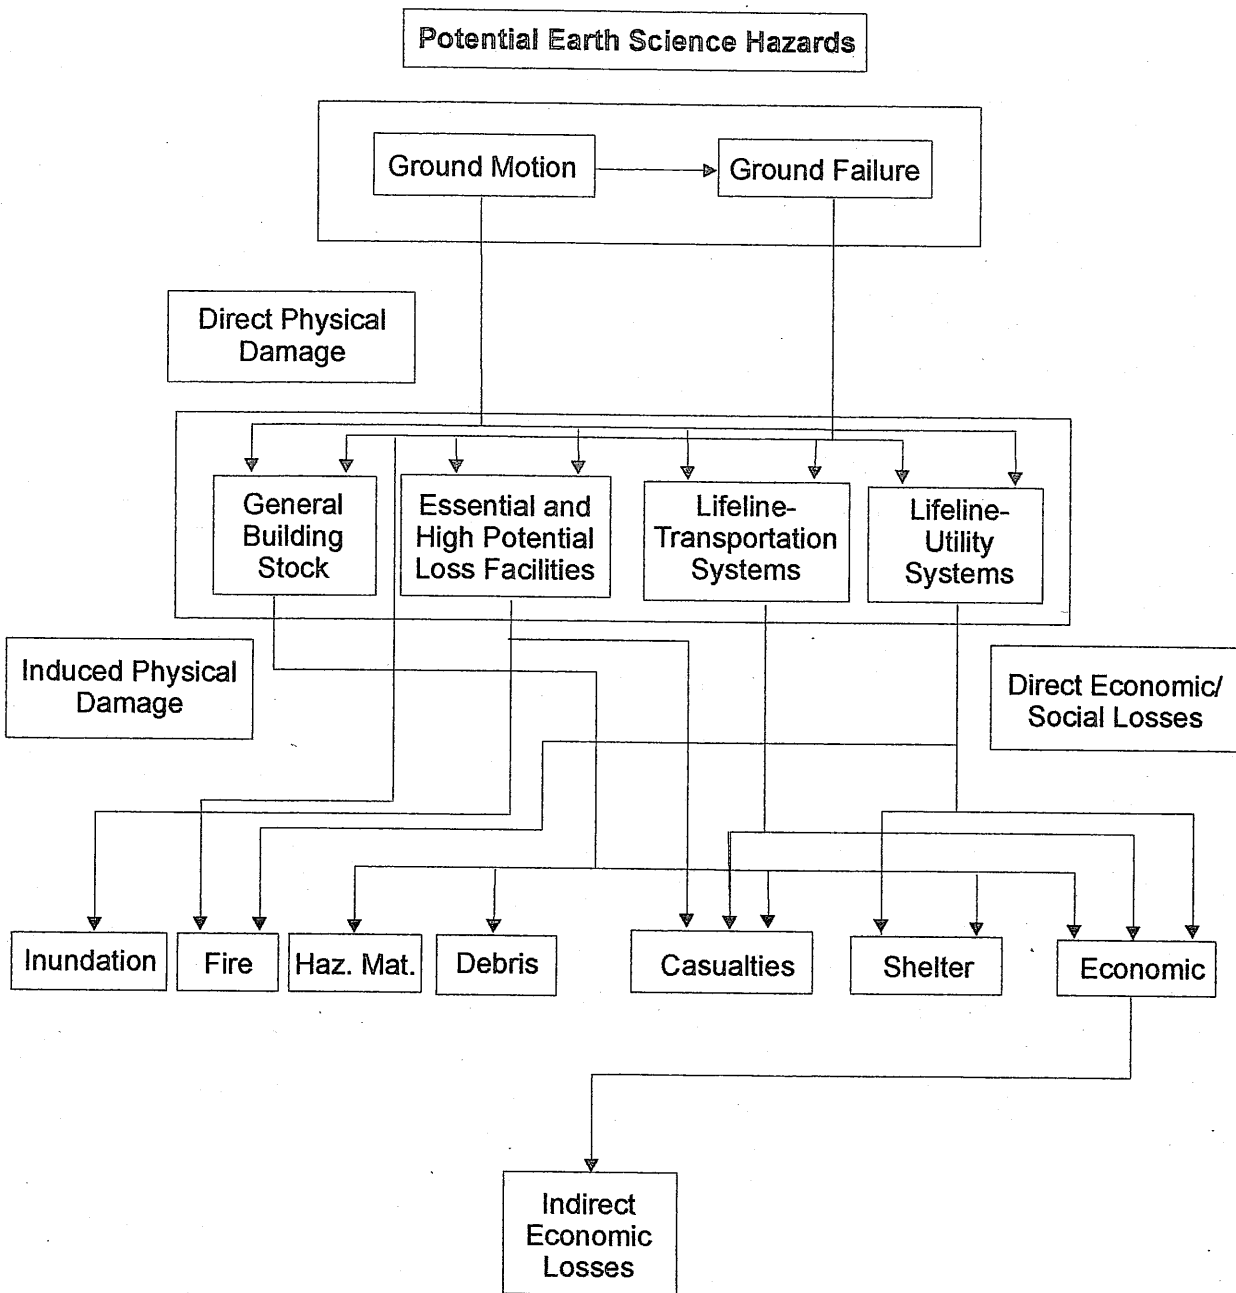 Potential Earth Science Hazards
Ground Motion
Ground Failure
Direct Physical
Damage
General
Building
Stock
Essential and
High Potential
Loss Facilities
Lifeline-
Transportation
Systems
Lifeline-
Utility
Systems
Induced Physical
Damage
Direct Economic/
Social Losses
Inundation
Fire
Haz. Mat.
Debris
Casualties
Shelter
Economic
Indirect
Economic
Losses